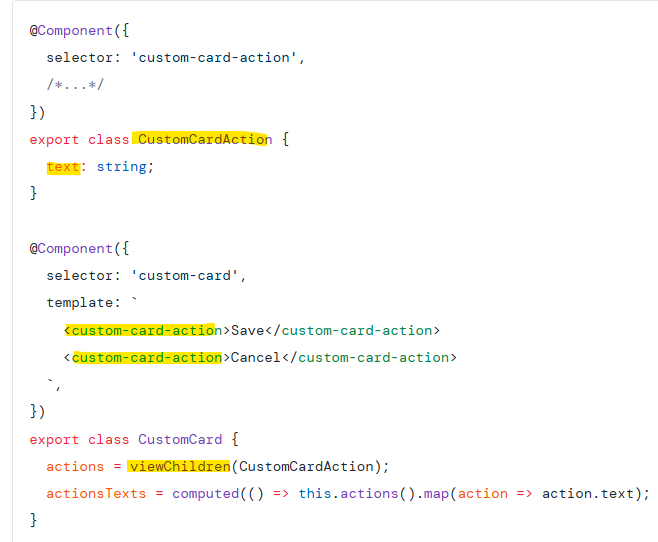 @Component({
  selector: 'custom-card-action',
  /*...*/
})
export class CustomCardAction {
  text: string;
}

@Component({
  selector: 'custom-card',
  template: `
    <custom-card-action>Save</custom-card-action>
    <custom-card-action>Cancel</custom-card-action>
  `,
})
export class CustomCard {
  actions = viewChildren(CustomCardAction);
  actionsTexts = computed(() => this.actions().map(action => action.text);
}